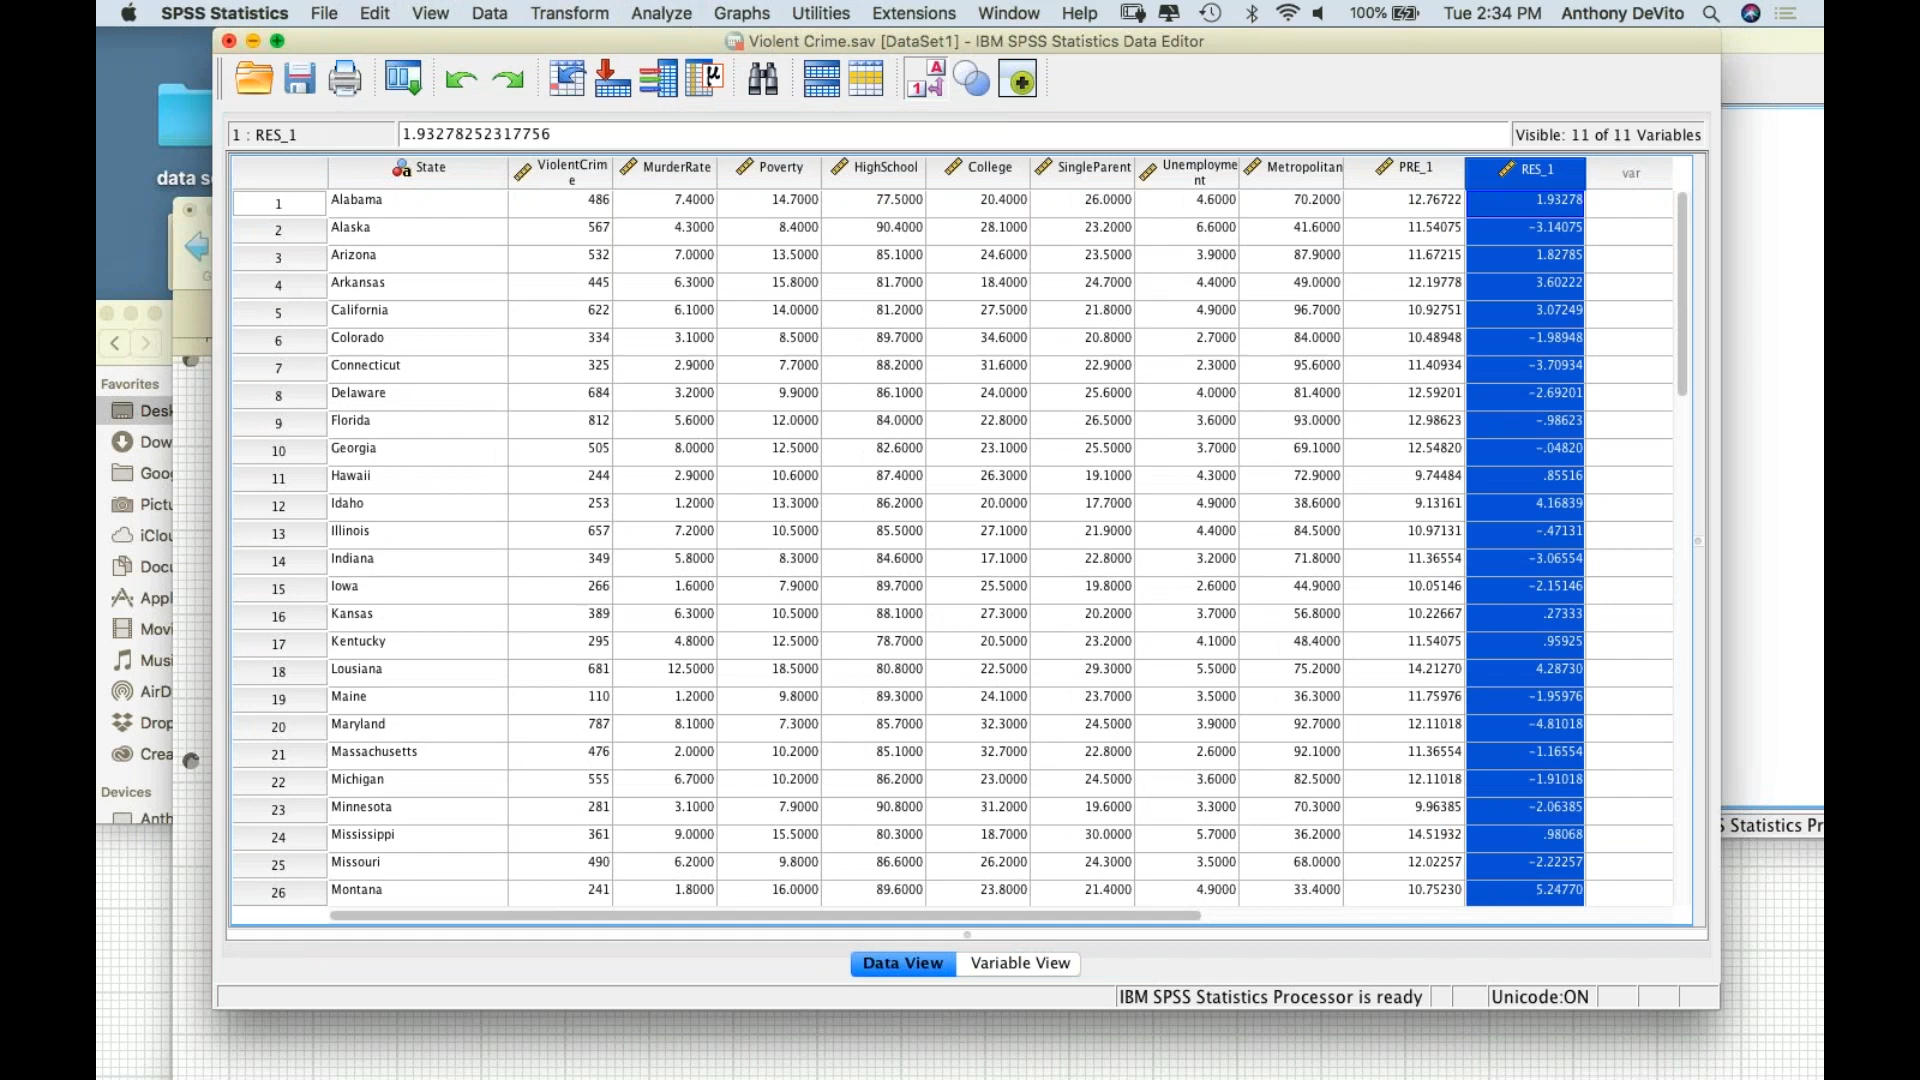 SPSS Statistics File Edit View Data Transform Analyze Graphs Utilities Extensions Window Help 100% Tue 2:34 PM Anthony DeVito
Violent Crime.sav [DataSet1] - IBM SPSS Statistics Data Editor
1 : RES_1 1.93278252317756 Visible: 11 of 11 Variables
State ViolentCrim
e MurderRate Poverty HighSchool College SingleParent Unemployme
nt Metropolitan PRE_1 RES_1 var
1 Alabama 486 7.4000 14.7000 77.5000 20.4000 26.0000 4.6000 70.2000 12.76722 1.93278
2 Alaska 567 4.3000 8.4000 90.4000 28.1000 23.2000 6.6000 41.6000 11.54075 -3.14075
3 Arizona 532 7.0000 13.5000 85.1000 24.6000 23.5000 3.9000 87.9000 11.67215 1.82785
4 Arkansas 445 6.3000 15.8000 81.7000 18.4000 24.7000 4.4000 49.0000 12.19778 3.60222
5 California 622 6.1000 14.0000 81.2000 27.5000 21.8000 4.9000 96.7000 10.92751 3.07249
6 Colorado 334 3.1000 8.5000 89.7000 34.6000 20.8000 2.7000 84.0000 10.48948 -1.98948
7 Connecticut 325 2.9000 7.7000 88.2000 31.6000 22.9000 2.3000 95.6000 11.40934 -3.70934
8 Delaware 684 3.2000 9.9000 86.1000 24.0000 25.6000 4.0000 81.4000 12.59201 -2.69201
9 Florida 812 5.6000 12.0000 84.0000 22.8000 26.5000 3.6000 93.0000 12.98623 -.98623
10 Georgia 505 8.0000 12.5000 82.6000 23.1000 25.5000 3.7000 69.1000 12.54820 -.04820
11 Hawaii 244 2.9000 10.6000 87.4000 26.3000 19.1000 4.3000 72.9000 9.74484 .85516
12 Idaho 253 1.2000 13.3000 86.2000 20.0000 17.7000 4.9000 38.6000 9.13161 4.16839
13 Illinois 657 7.2000 10.5000 85.5000 27.1000 21.9000 4.4000 84.5000 10.97131 -.47131
14 Indiana 349 5.8000 8.3000 84.6000 17.1000 22.8000 3.2000 71.8000 11.36554 -3.06554
15 Iowa 266 1.6000 7.9000 89.7000 25.5000 19.8000 2.6000 44.9000 10.05146 -2.15146
16 Kansas 389 6.3000 10.5000 88.1000 27.3000 20.2000 3.7000 56.8000 10.22667 .27333
17 Kentucky 295 4.8000 12.5000 78.7000 20.5000 23.2000 4.1000 48.4000 11.54075 .95925
18 Lousiana 681 12.5000 18.5000 80.8000 22.5000 29.3000 5.5000 75.2000 14.21270 4.28730
19 Maine 110 1.2000 9.8000 89.3000 24.1000 23.7000 3.5000 36.3000 11.75976 -1.95976
20 Maryland 787 8.1000 7.3000 85.7000 32.3000 24.5000 3.9000 92.7000 12.11018 -4.81018
21 Massachusetts 476 2.0000 10.2000 85.1000 32.7000 22.8000 2.6000 92.1000 11.36554 -1.16554
22 Michigan 555 6.7000 10.2000 86.2000 23.0000 24.5000 3.6000 82.5000 12.11018 -1.91018
23 Minnesota 281 3.1000 7.9000 90.8000 31.2000 19.6000 3.3000 70.3000 9.96385 -2.06385
24 Mississippi 361 9.0000 15.5000 80.3000 18.7000 30.0000 5.7000 36.2000 14.51932 .98068
25 Missouri 490 6.2000 9.8000 86.6000 26.2000 24.3000 3.5000 68.0000 12.02257 -2.22257
26 Montana 241 1.8000 16.0000 89.6000 23.8000 21.4000 4.9000 33.4000 10.75230 5.24770
Data View Variable View
IBM SPSS Statistics Processor is ready Unicode:ON
data s
Favorites
Desk
Dow
Goo
Pictu
iClou
Docu
Appl
Movi
Musi
AirD
Drop
Crea
Devices
Anth
S Statistics Pr